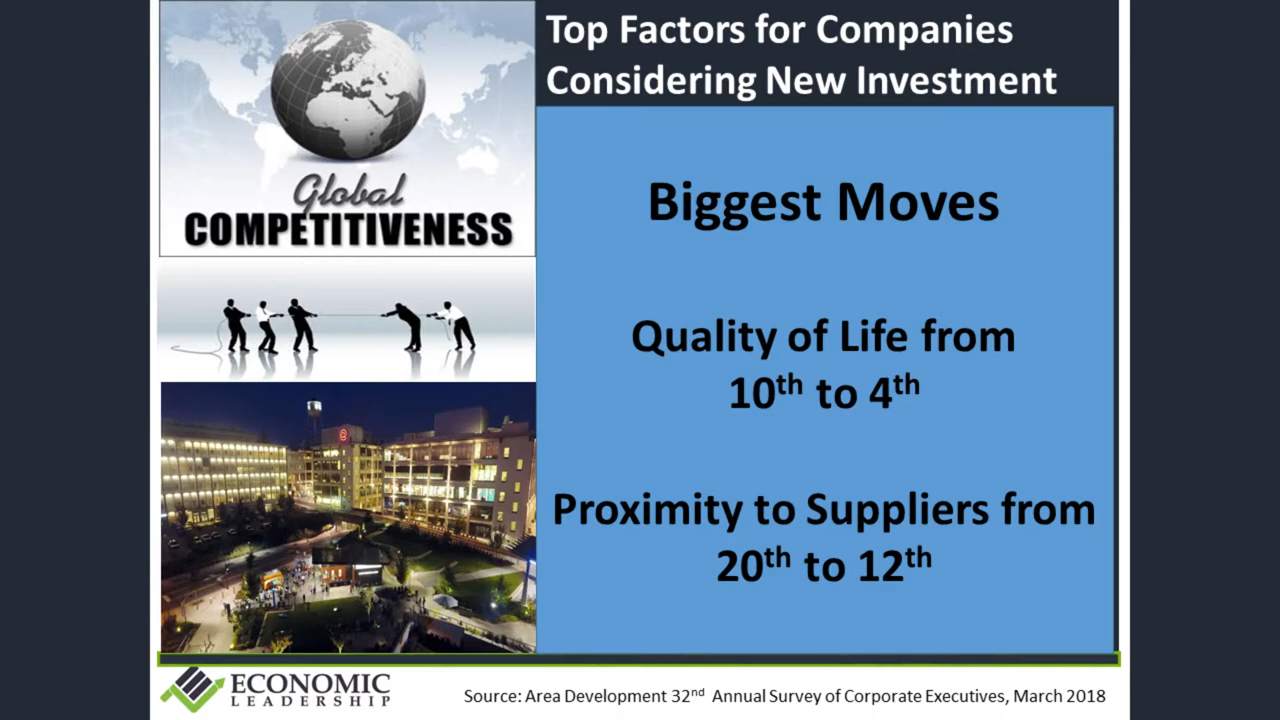 Top Factors for Companies
Considering New Investment
Global
COMPETITIVENESS
Biggest Moves
Quality of Life from
10th to 4th
Proximity to Suppliers from
20th to 12th
ECONOMIC
LEADERSHIP
Source: Area Development 32nd Annual Survey of Corporate Executives, March 2018